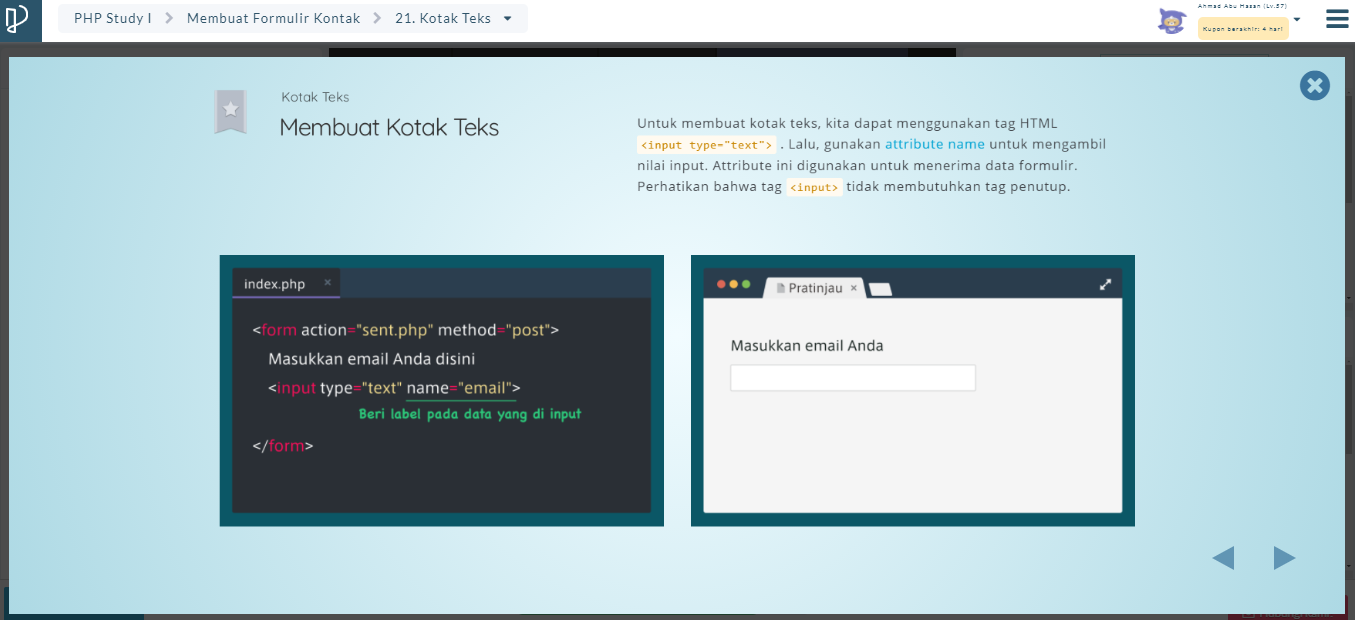 PHP Study I
Membuat Formulir Kontak
21. Kotak Teks
Ahmad Abu Hasan (Lv.57)
Kupon berakhir: 4 hari
Kotak Teks
Membuat Kotak Teks
Untuk membuat kotak teks, kita dapat menggunakan tag HTML
<input type="text"> . Lalu, gunakan attribute name untuk mengambil
nilai input. Attribute ini digunakan untuk menerima data formulir.
Perhatikan bahwa tag <input> tidak membutuhkan tag penutup.
index.php ×
<form action="sent.php" method="post">
Masukkan email Anda disini
<input type="text" name="email">
Beri label pada data yang di input
</form>
Pratinjau ×
Masukkan email Anda